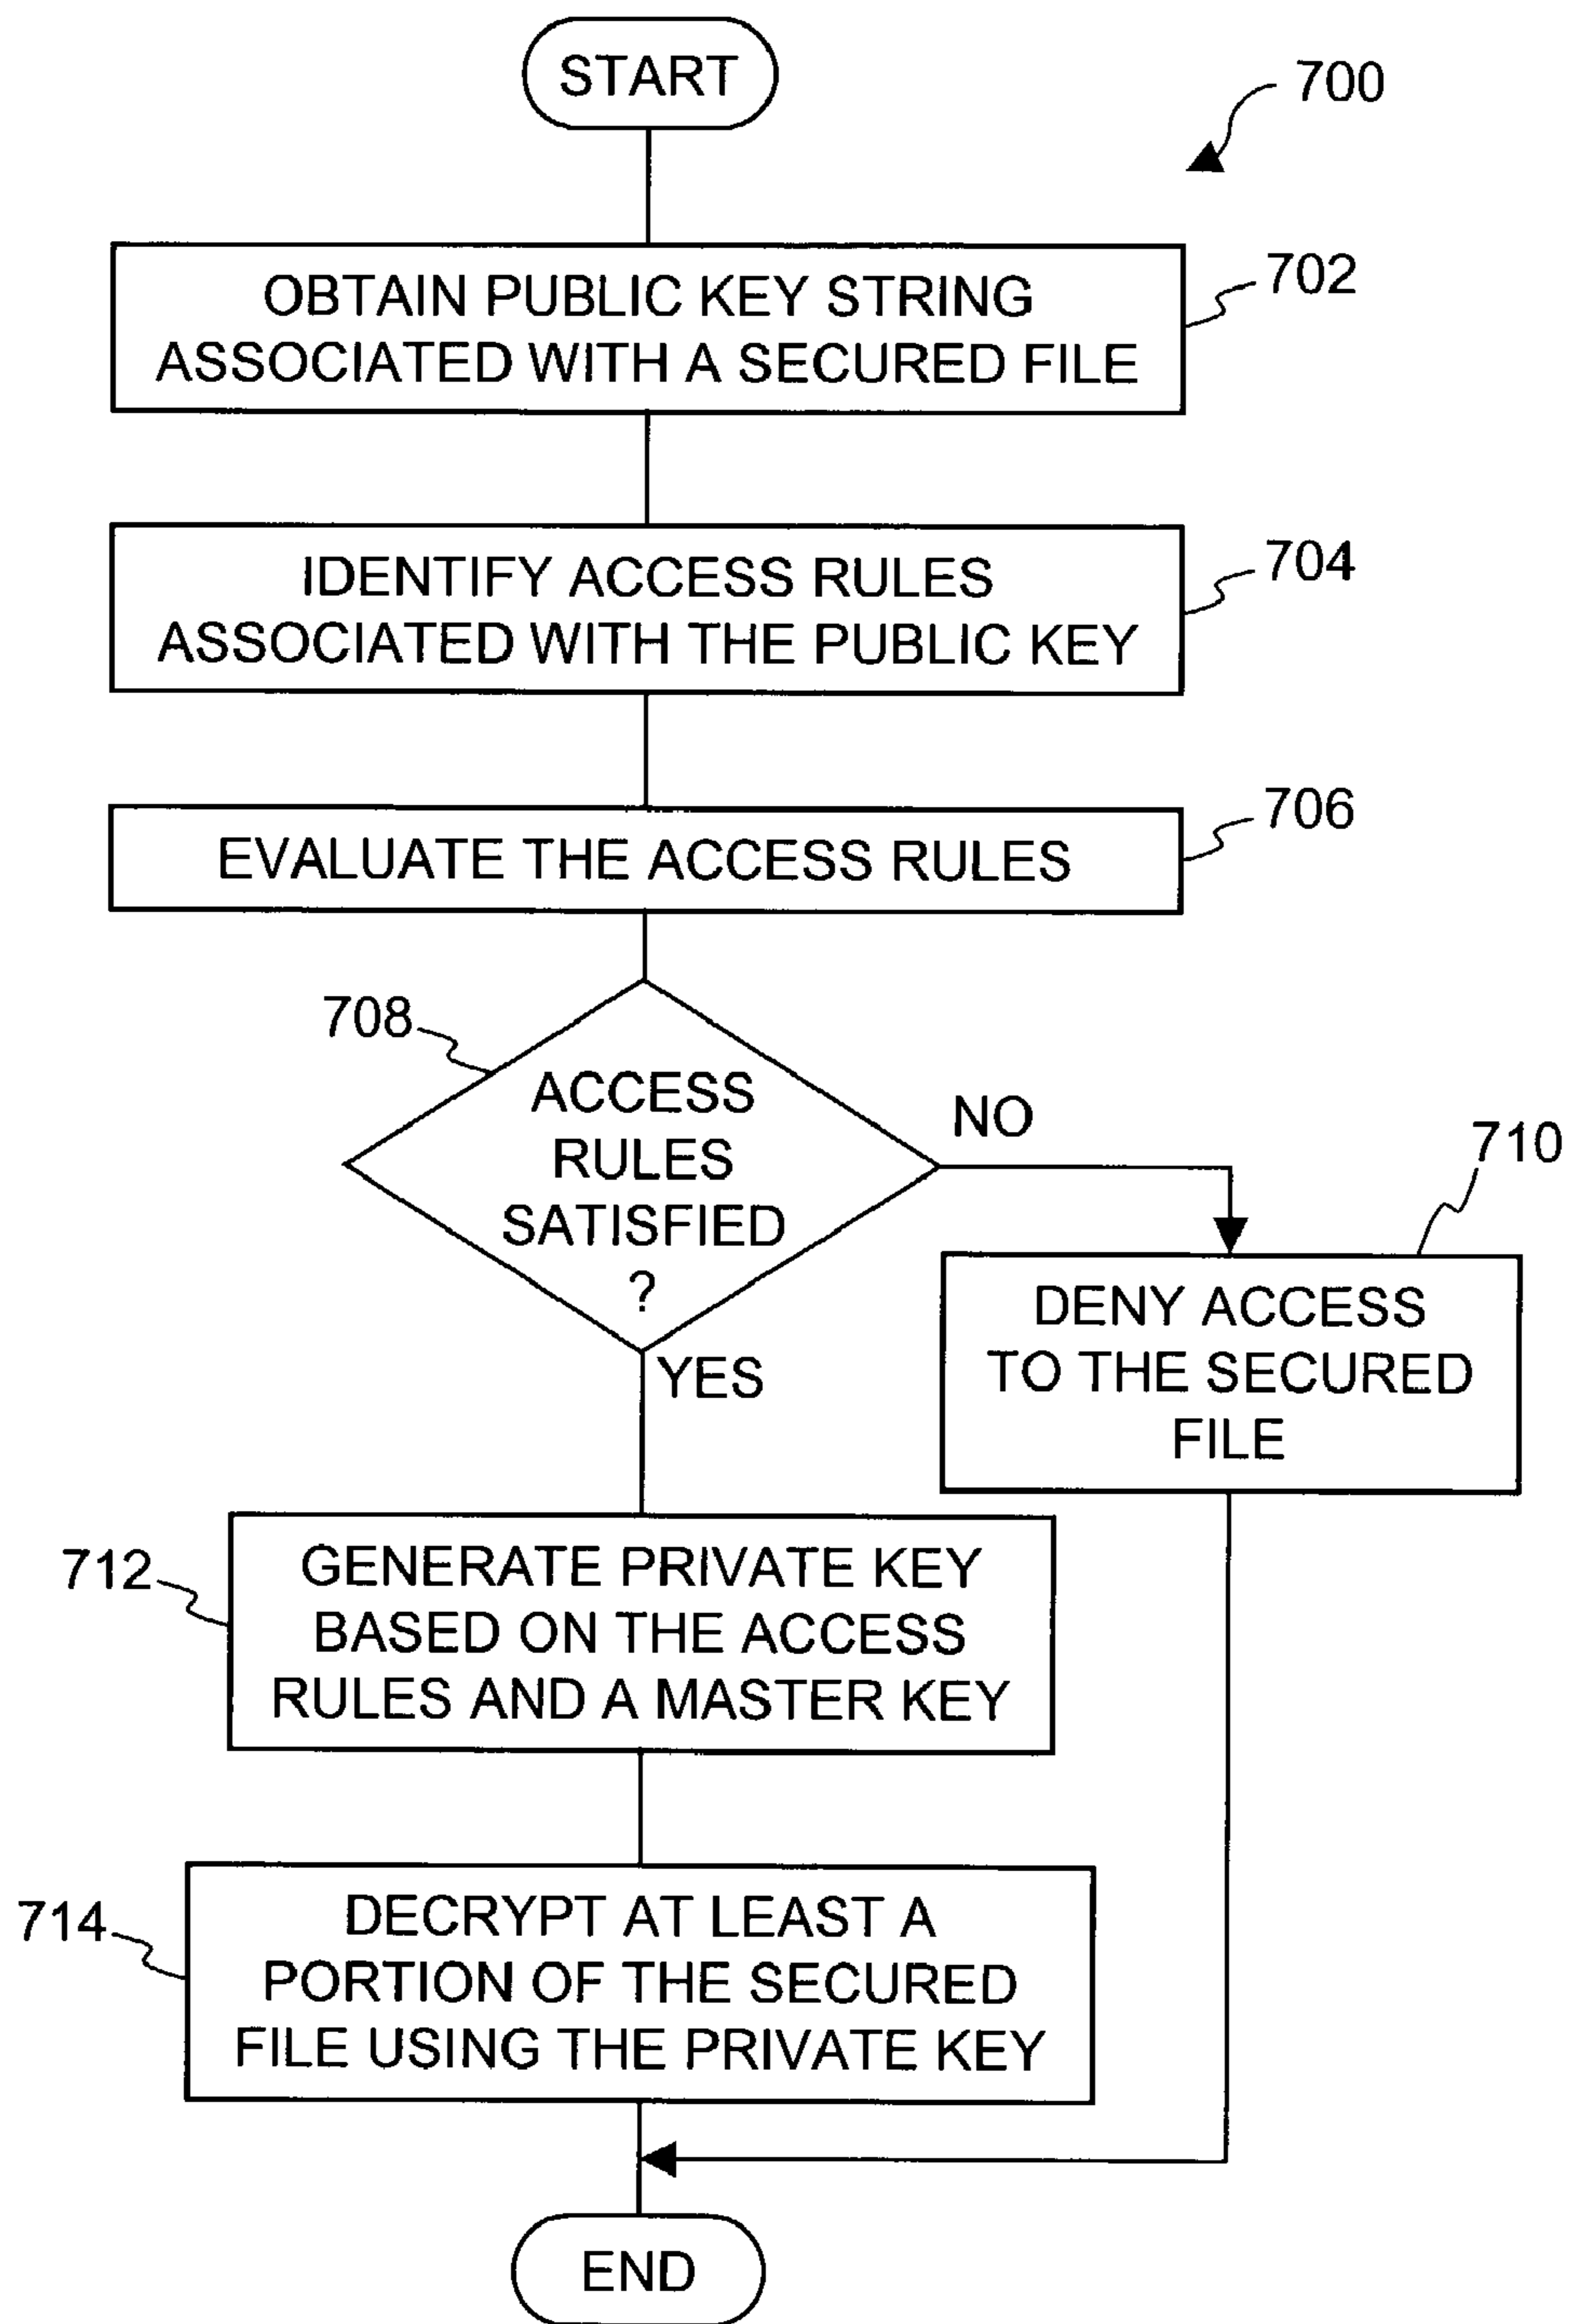 START
700
OBTAIN PUBLIC KEY STRING
ASSOCIATED WITH A SECURED FILE
702
IDENTIFY ACCESS RULES
ASSOCIATED WITH THE PUBLIC KEY
704
EVALUATE THE ACCESS RULES
706
708
ACCESS
RULES
SATISFIED
?
NO
YES
710
DENY ACCESS
TO THE SECURED
FILE
712
GENERATE PRIVATE KEY
BASED ON THE ACCESS
RULES AND A MASTER KEY
714
DECRYPT AT LEAST A
PORTION OF THE SECURED
FILE USING THE PRIVATE KEY
END